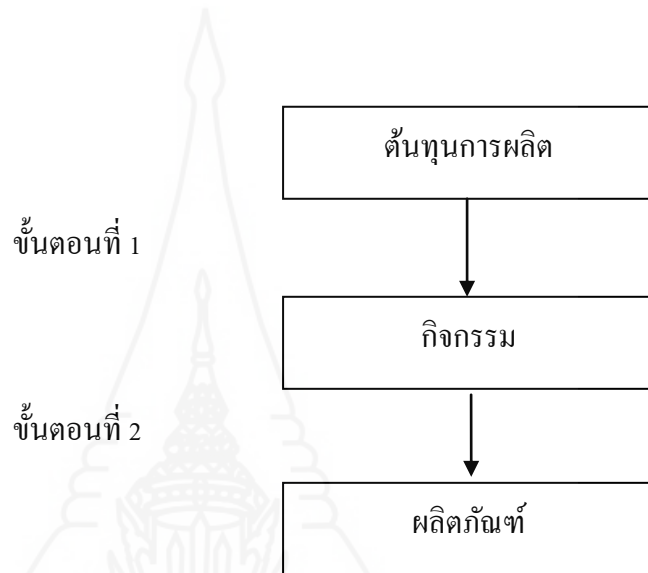 ต้นทุนการผลิต
ขั้นตอนที่ 1
กิจกรรม
ขั้นตอนที่ 2
ผลิตภัณฑ์